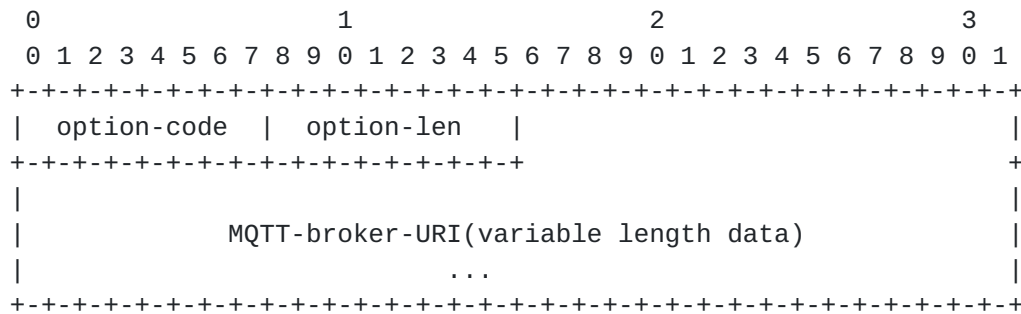 0                   1                   2                   3
0 1 2 3 4 5 6 7 8 9 0 1 2 3 4 5 6 7 8 9 0 1 2 3 4 5 6 7 8 9 0 1
+-+-+-+-+-+-+-+-+-+-+-+-+-+-+-+-+-+-+-+-+-+-+-+-+-+-+-+-+-+-+-+-+
|  option-code  |  option-len   |                               |
+-+-+-+-+-+-+-+-+-+-+-+-+-+-+-+-+                               +
|                                                               |
|             MQTT-broker-URI(variable length data)             |
|                           ...                                 |
+-+-+-+-+-+-+-+-+-+-+-+-+-+-+-+-+-+-+-+-+-+-+-+-+-+-+-+-+-+-+-+-+